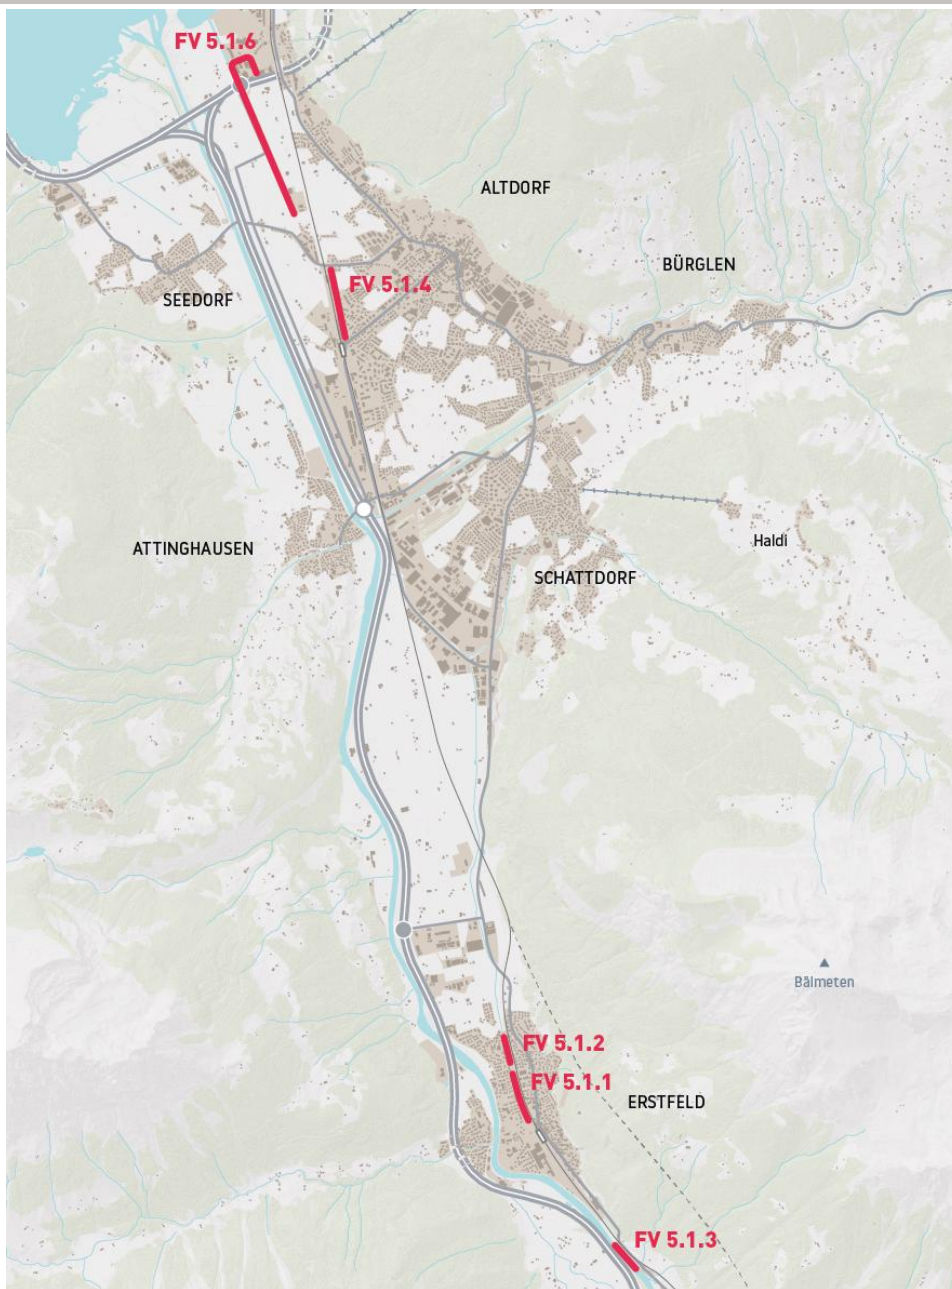 FV 5.1.6
ALTDORF
BÜRGLEN
FV 5.1.4
SEEDORF
ATTINGHAUSEN
Haldi
SCHATTDORF
Bälmeten
FV 5.1.2
FV 5.1.1
ERSTFELD
FV 5.1.3